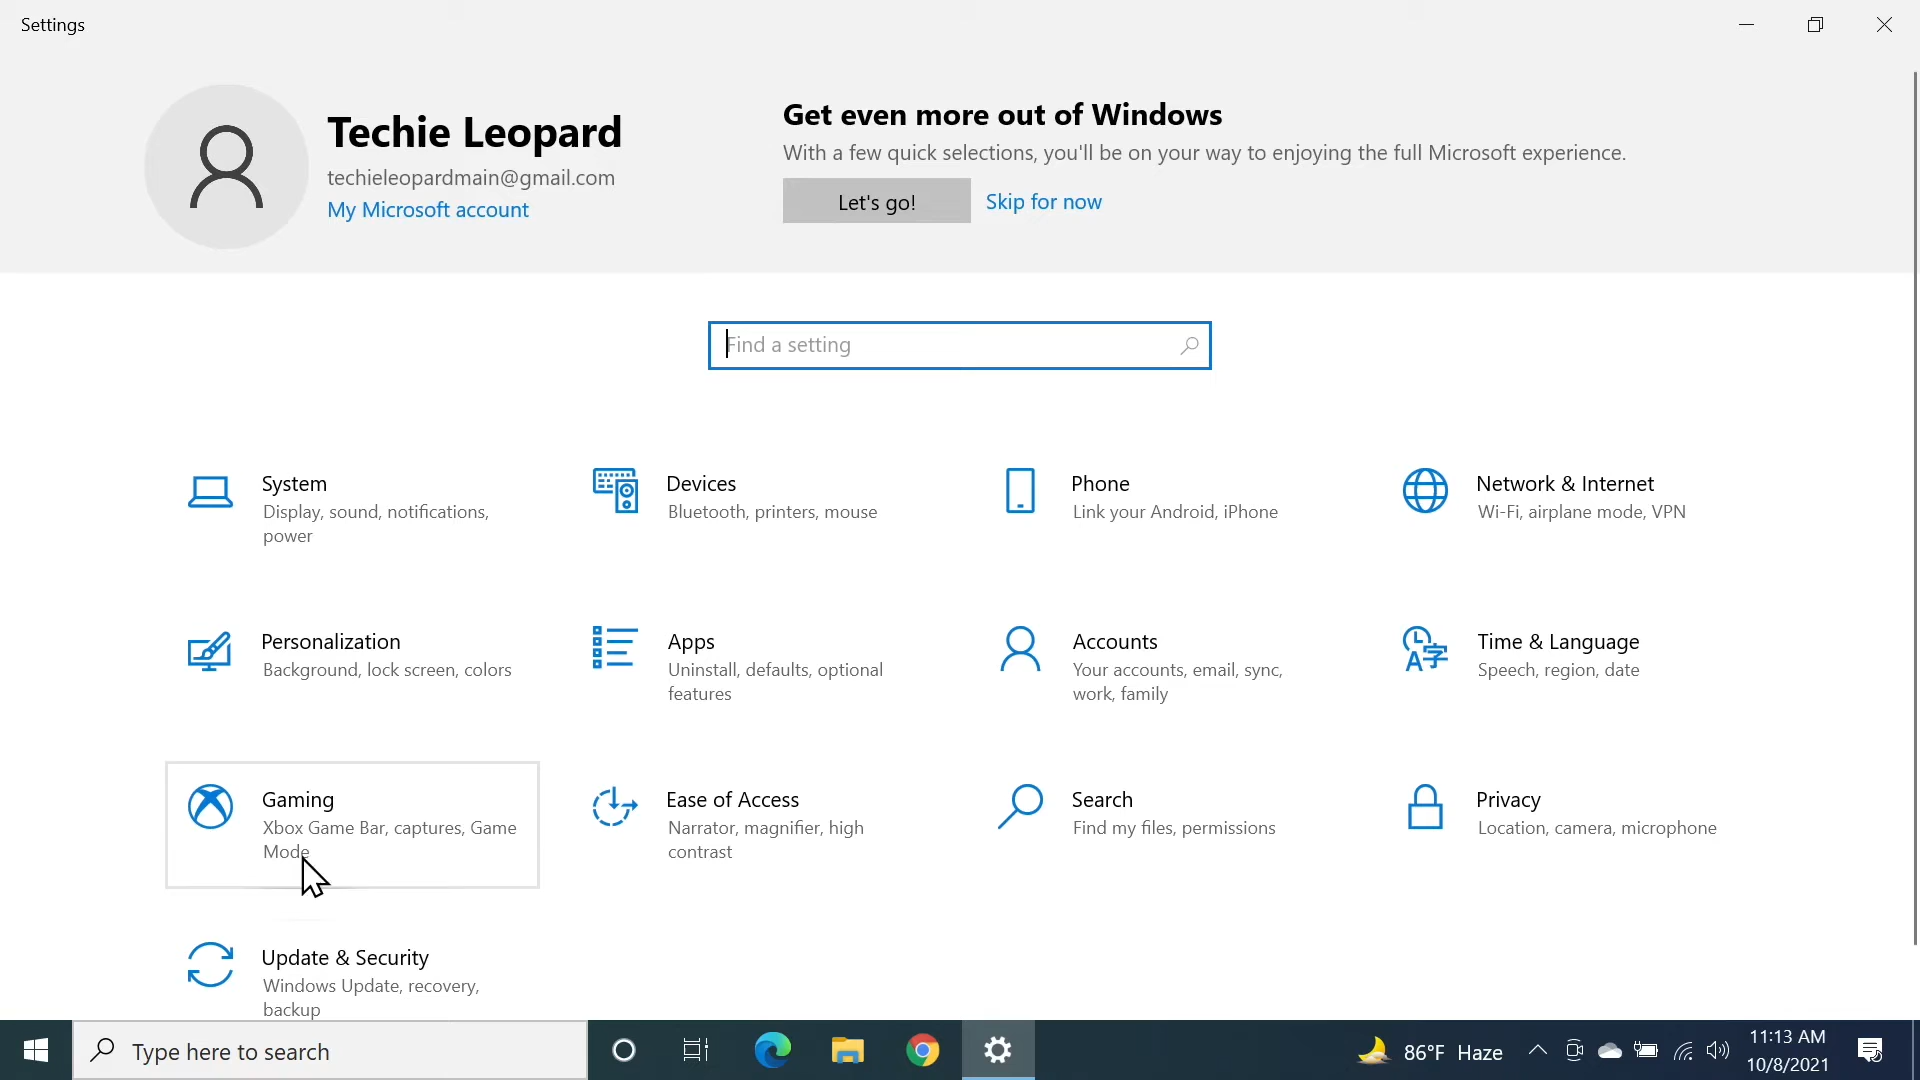 Settings
Techie Leopard
techieleopardmain@gmail.com
My Microsoft account
Get even more out of Windows
With a few quick selections, you'll be on your way to enjoying the full Microsoft experience.
Let's go!
Skip for now
Find a setting
System
Display, sound, notifications,
power
Devices
Bluetooth, printers, mouse
Phone
Link your Android, iPhone
Network & Internet
Wi-Fi, airplane mode, VPN
Personalization
Background, lock screen, colors
Apps
Uninstall, defaults, optional
features
Accounts
Your accounts, email, sync,
work, family
Time & Language
Speech, region, date
Gaming
Xbox Game Bar, captures, Game
Mode
Ease of Access
Narrator, magnifier, high
contrast
Search
Find my files, permissions
Privacy
Location, camera, microphone
Update & Security
Windows Update, recovery,
backup
Type here to search
86°F Haze
11:13 AM
10/8/2021